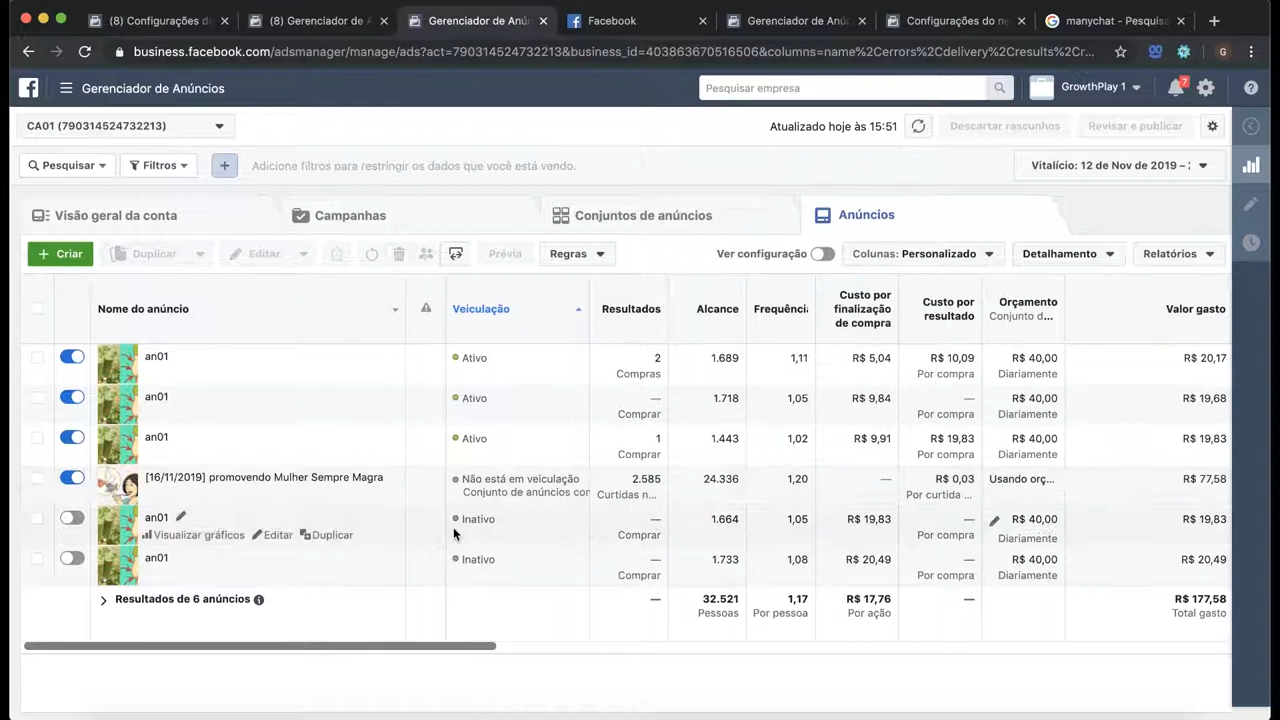 (8) Configurações de
(8) Gerenciador de A
Gerenciador de Anún
Facebook
Gerenciador de Anún
Configurações do ne
manychat - Pesquisa
business.facebook.com/adsmanager/manage/ads?act=790314524732213&business_id=403863670516506&columns=name%2Cerrors%2Cdelivery%2Cresults%2Cr...
G
Gerenciador de Anúncios
Pesquisar empresa
GrowthPlay 1
7
CA01 (790314524732213)
Atualizado hoje às 15:51
Descartar rascunhos
Revisar e publicar
Pesquisar
Filtros
Adicione filtros para restringir os dados que você está vendo.
Vitalício: 12 de Nov de 2019 –
Visão geral da conta
Campanhas
Conjuntos de anúncios
Anúncios
+ Criar
Duplicar
Editar
Prévia
Regras
Ver configuração
Colunas: Personalizado
Detalhamento
Relatórios
Nome do anúncio
Veiculação
Resultados
Alcance
Frequênci
Custo por finalização de compra
Custo por resultado
Orçamento
Conjunto d...
Valor gasto
an01 Ativo 2 1.689 1,11 R$ 5,04 R$ 10,09 R$ 40,00 R$ 20,17
Compras Por compra Diariamente
an01 Ativo — 1.718 1,05 R$ 9,84 — R$ 40,00 R$ 19,68
Comprar Por compra Diariamente
an01 Ativo 1 1.443 1,02 R$ 9,91 R$ 19,83 R$ 40,00 R$ 19,83
Comprar Por compra Diariamente
[16/11/2019] promovendo Mulher Sempre Magra Não está em veiculação 2.585 24.336 1,20 — R$ 0,03 Usando orç... R$ 77,58
Conjunto de anúncios con Curtidas n... Por curtida ...
an01 Inativo — 1.664 1,05 R$ 19,83 — R$ 40,00 R$ 19,83
Visualizar gráficos Editar Duplicar Comprar Por compra Diariamente
an01 Inativo — 1.733 1,08 R$ 20,49 — R$ 40,00 R$ 20,49
Comprar Por compra Diariamente
Resultados de 6 anúncios — 32.521 1,17 R$ 17,76 — R$ 177,58
Pessoas Por pessoa Por ação Total gasto